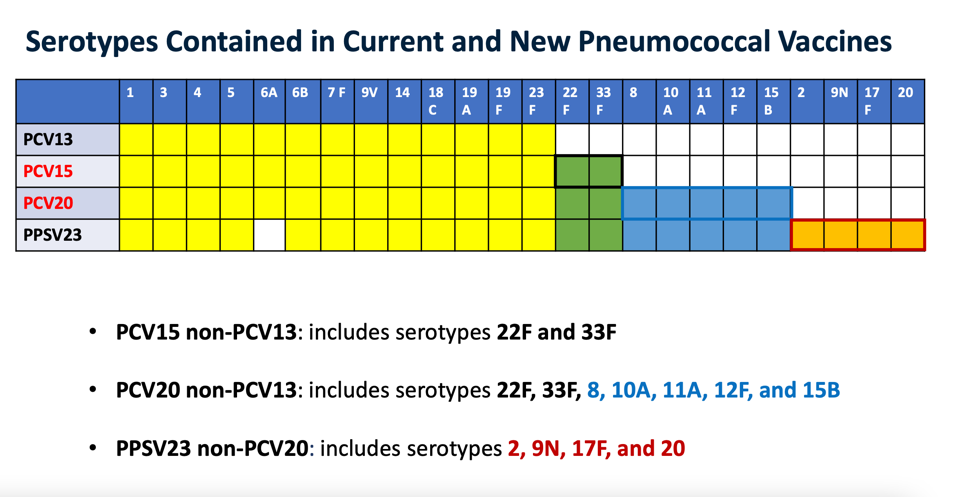 Serotypes Contained in Current and New Pneumococcal Vaccines
1 3 4 5 6A 6B 7 F 9V 14 18 C 19 A 19 F 23 F 22 F 33 F 8 10 A 11 A 12 F 15 B 2 9N 17 F 20
PCV13
PCV15
PCV20
PPSV23
• PCV15 non-PCV13: includes serotypes 22F and 33F
• PCV20 non-PCV13: includes serotypes 22F, 33F, 8, 10A, 11A, 12F, and 15B
• PPSV23 non-PCV20: includes serotypes 2, 9N, 17F, and 20